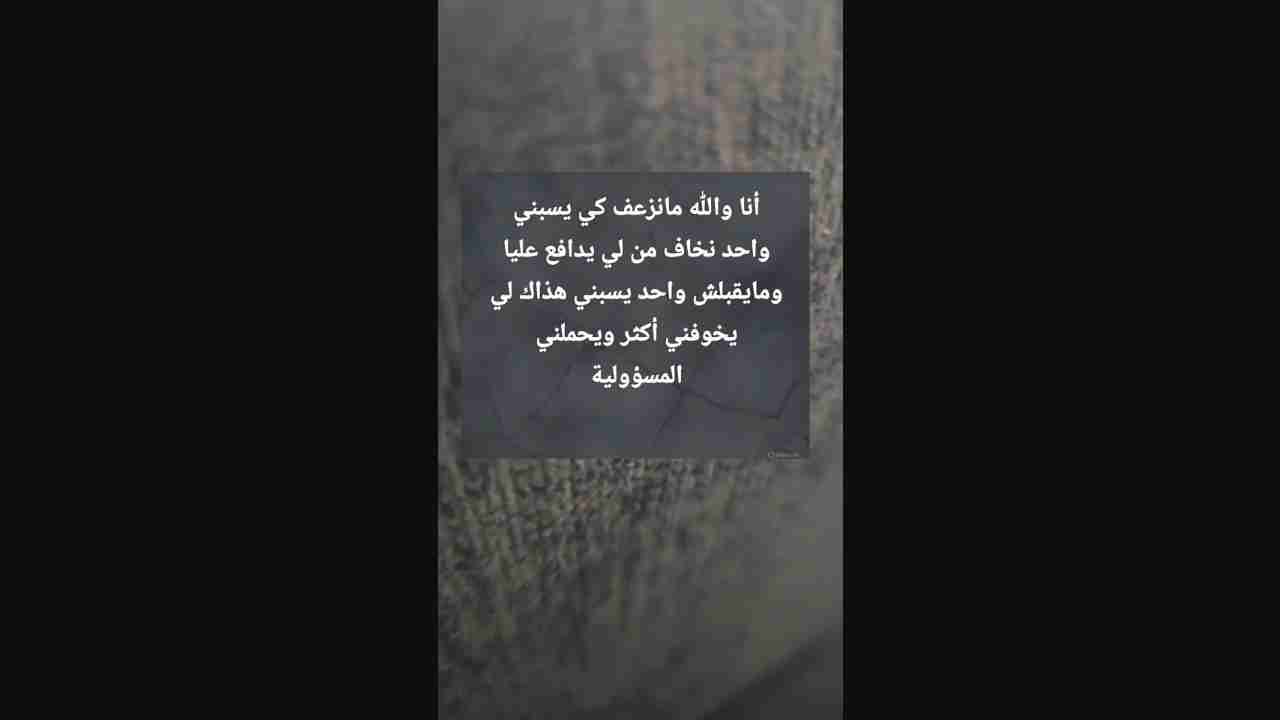 أنا والله مانزعف كي يسبني
واحد نخاف من لي يدافع عليا
ومايقبلش واحد يسبني هذاك لي
يخوفني أكثر ويحملني
المسؤولية